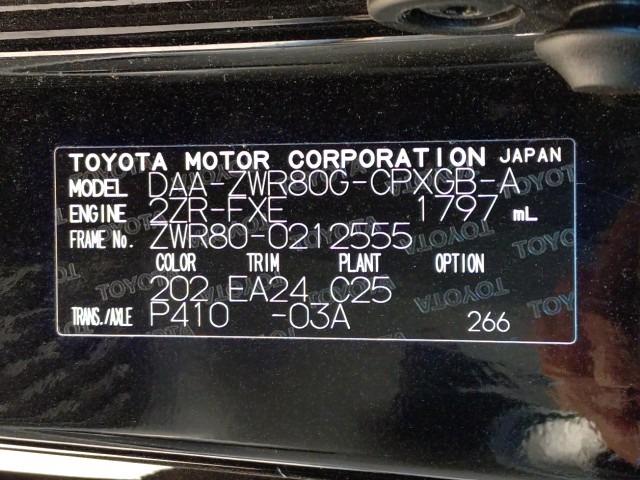 TOYOTA MOTOR CORPORATION JAPAN
MODEL DAA-ZWR80G-CPXGB-A
ENGINE 2ZR-FXE 1797 mL
FRAME No. ZWR80-0212555
COLOR TRIM PLANT OPTION
202 EA24 C25
TRANS./AXLE P410 -03A 266